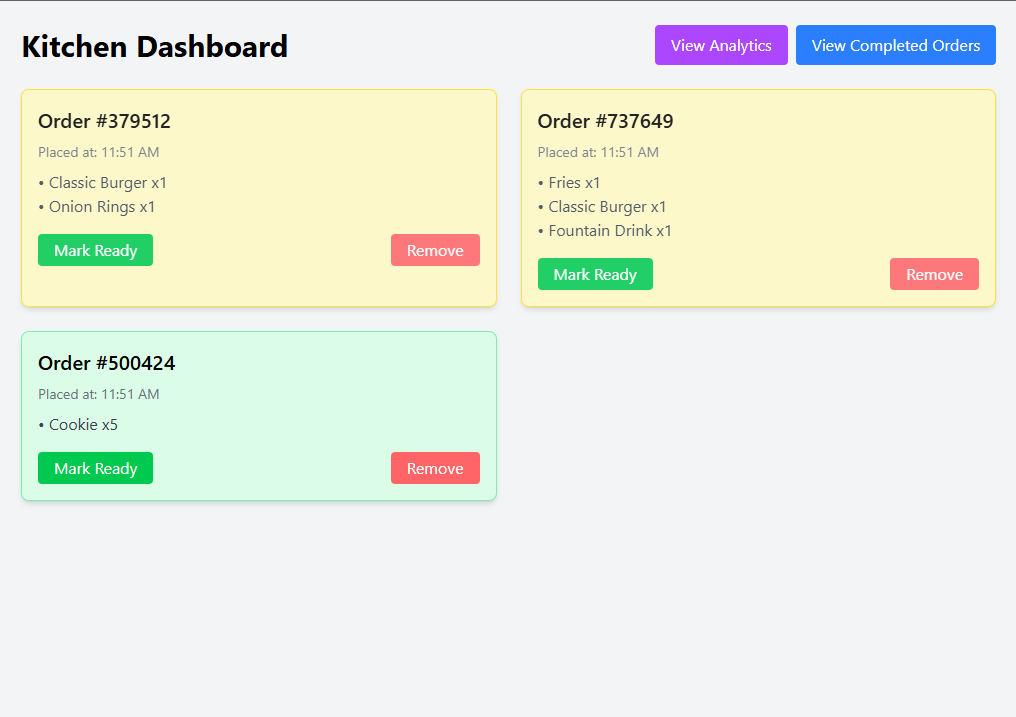 Kitchen Dashboard
View Analytics
View Completed Orders
Order #379512
Placed at: 11:51 AM
• Classic Burger x1
• Onion Rings x1
Mark Ready
Remove
Order #737649
Placed at: 11:51 AM
• Fries x1
• Classic Burger x1
• Fountain Drink x1
Mark Ready
Remove
Order #500424
Placed at: 11:51 AM
• Cookie x5
Mark Ready
Remove